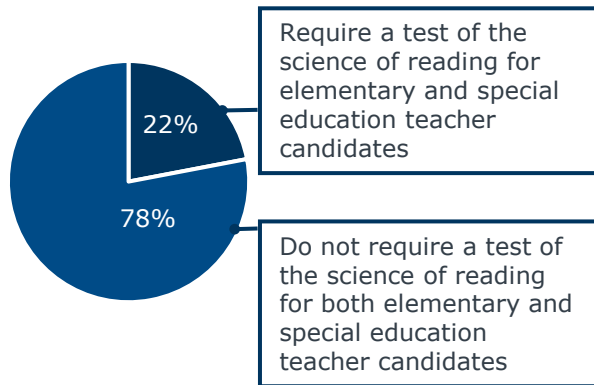 Require a test of the
science of reading for
elementary and special
education teacher
candidates
22%
78%
Do not require a test of
the science of reading
for both elementary and
special education
teacher candidates